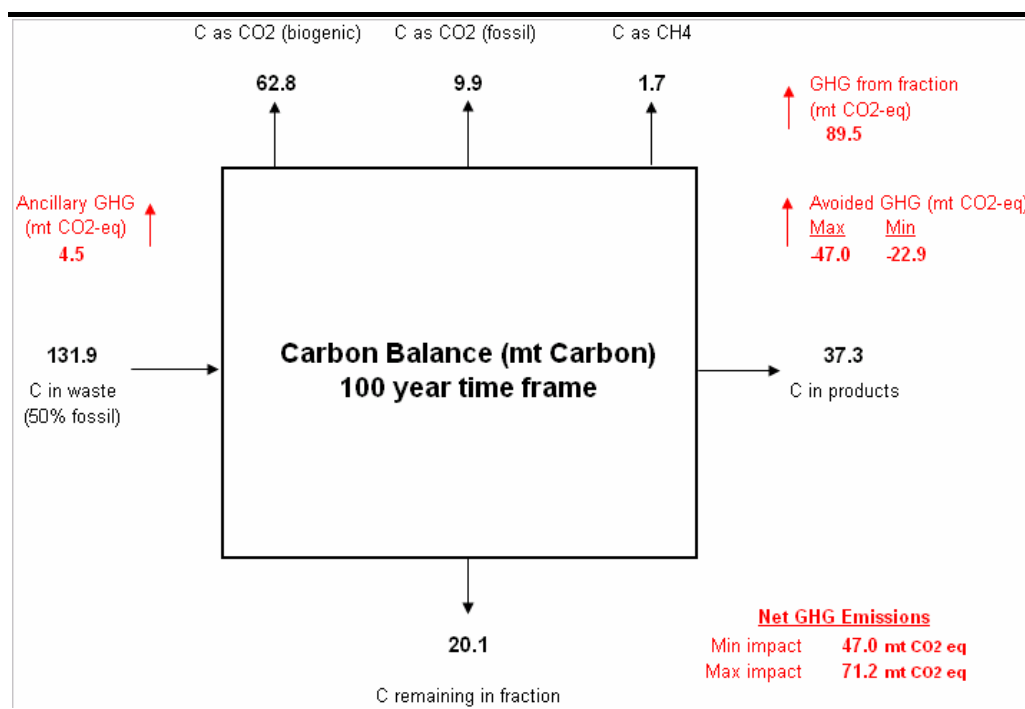 C as CO2 (biogenic) C as CO2 (fossil) C as CH4
62.8 9.9 1.7
GHG from fraction
(mt CO2-eq)
89.5
Ancillary GHG
(mt CO2-eq)
4.5
Avoided GHG (mt CO2-eq)
Max Min
-47.0 -22.9
131.9
C in waste
(50% fossil)
Carbon Balance (mt Carbon)
100 year time frame
37.3
C in products
20.1
C remaining in fraction
Net GHG Emissions
Min impact 47.0 mt CO2 eq
Max impact 71.2 mt CO2 eq